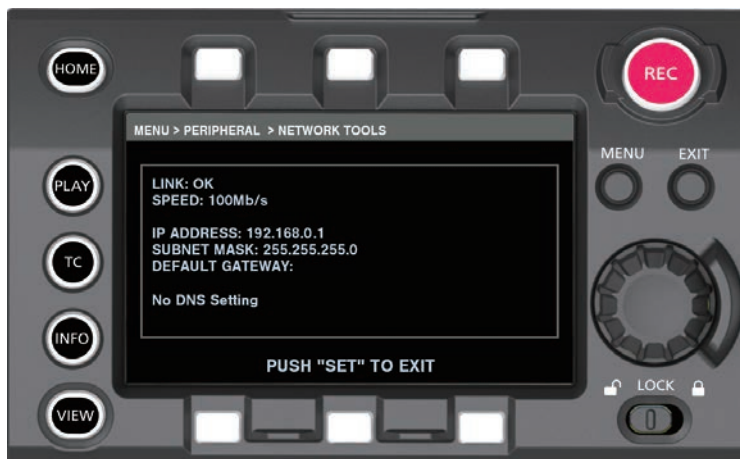 HOME
REC
MENU > PERIPHERAL > NETWORK TOOLS
MENU EXIT
PLAY
LINK: OK
SPEED: 100Mb/s
IP ADDRESS: 192.168.0.1
SUBNET MASK: 255.255.255.0
DEFAULT GATEWAY:
TC
No DNS Setting
INFO
PUSH "SET" TO EXIT
LOCK
VIEW